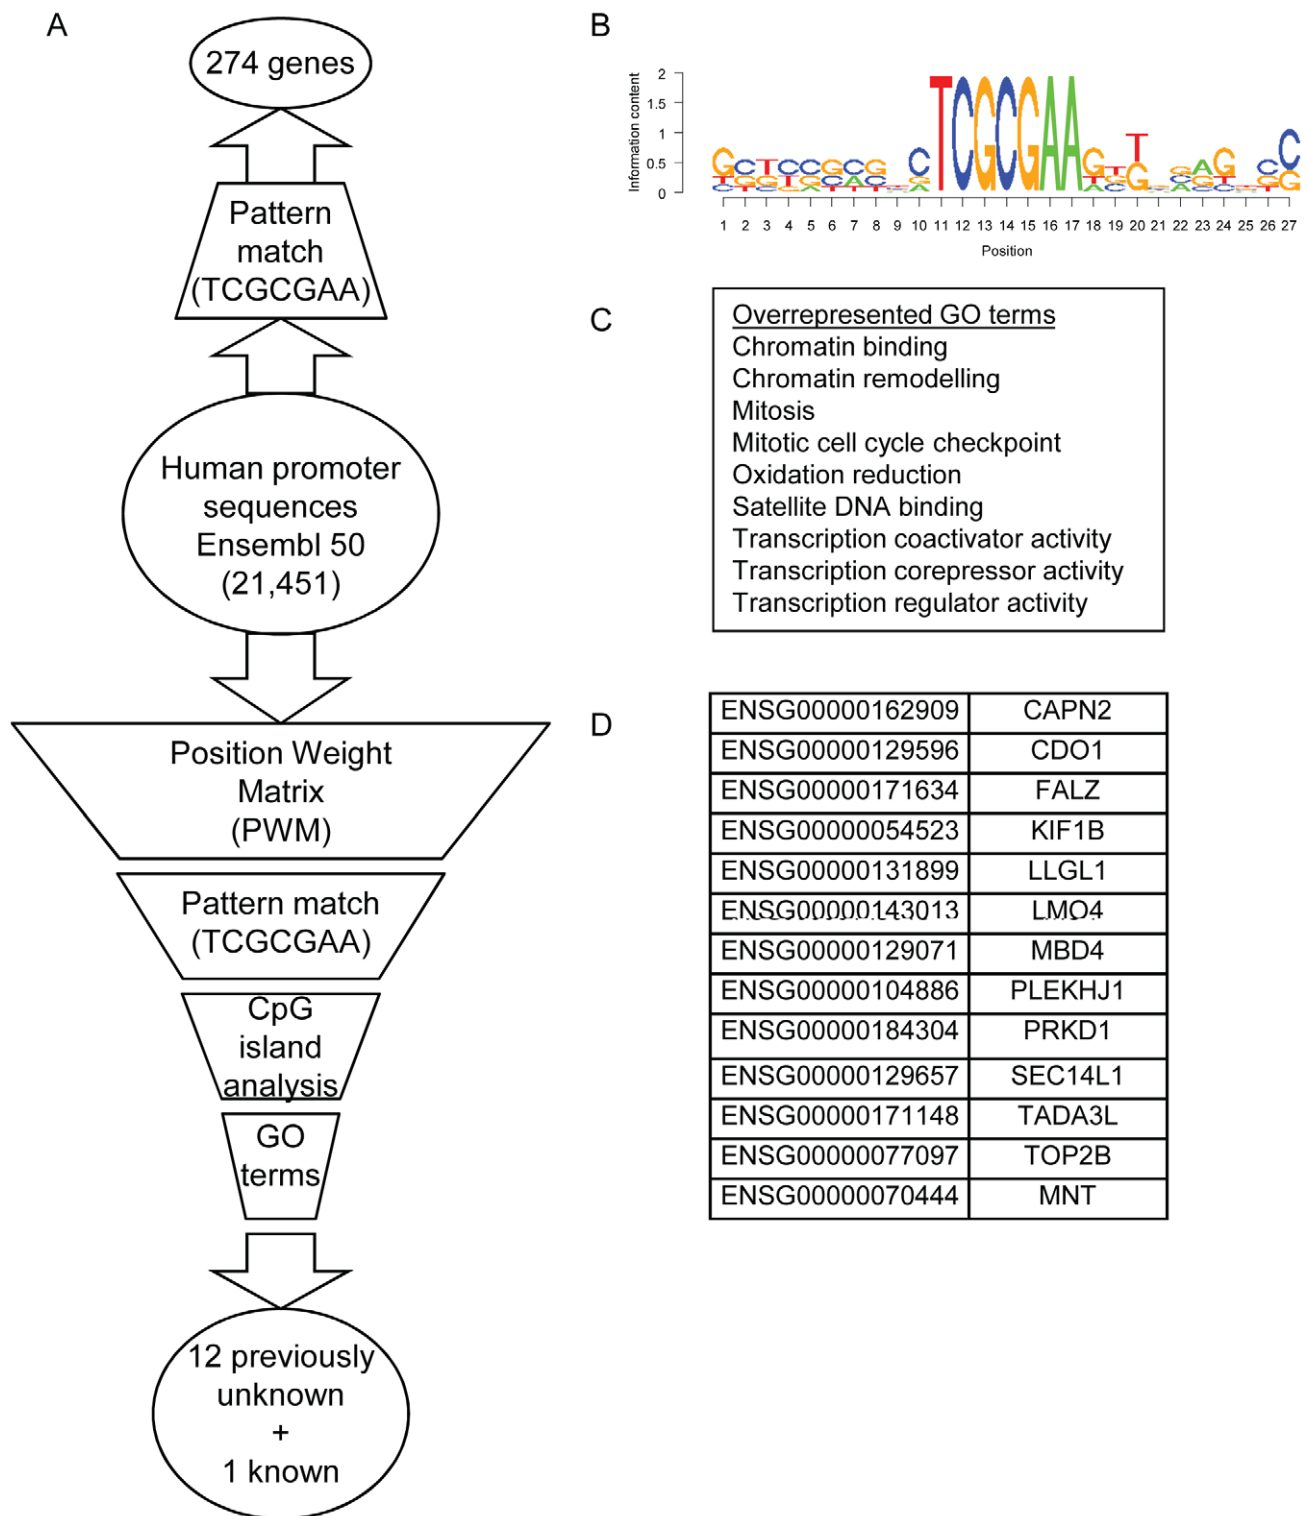 A
274 genes
Pattern
match
(TCGCGAA)
Human promoter
sequences
Ensembl 50
(21,451)
Position Weight
Matrix
(PWM)
Pattern match
(TCGCGAA)
CpG
island
analysis
GO
terms
12 previously
unknown
+
1 known
B
Information content
2
1.5
1
0.5
0
TCGCGAA
1 2 3 4 5 6 7 8 9 10 11 12 13 14 15 16 17 18 19 20 21 22 23 24 25 26 27
Position
C
Overrepresented GO terms
Chromatin binding
Chromatin remodelling
Mitosis
Mitotic cell cycle checkpoint
Oxidation reduction
Satellite DNA binding
Transcription coactivator activity
Transcription corepressor activity
Transcription regulator activity
D
ENSG00000162909 CAPN2
ENSG00000129596 CDO1
ENSG00000171634 FALZ
ENSG00000054523 KIF1B
ENSG00000131899 LLGL1
ENSG00000143013 LMO4
ENSG00000129071 MBD4
ENSG00000104886 PLEKHJ1
ENSG00000184304 PRKD1
ENSG00000129657 SEC14L1
ENSG00000171148 TADA3L
ENSG00000077097 TOP2B
ENSG00000070444 MNT